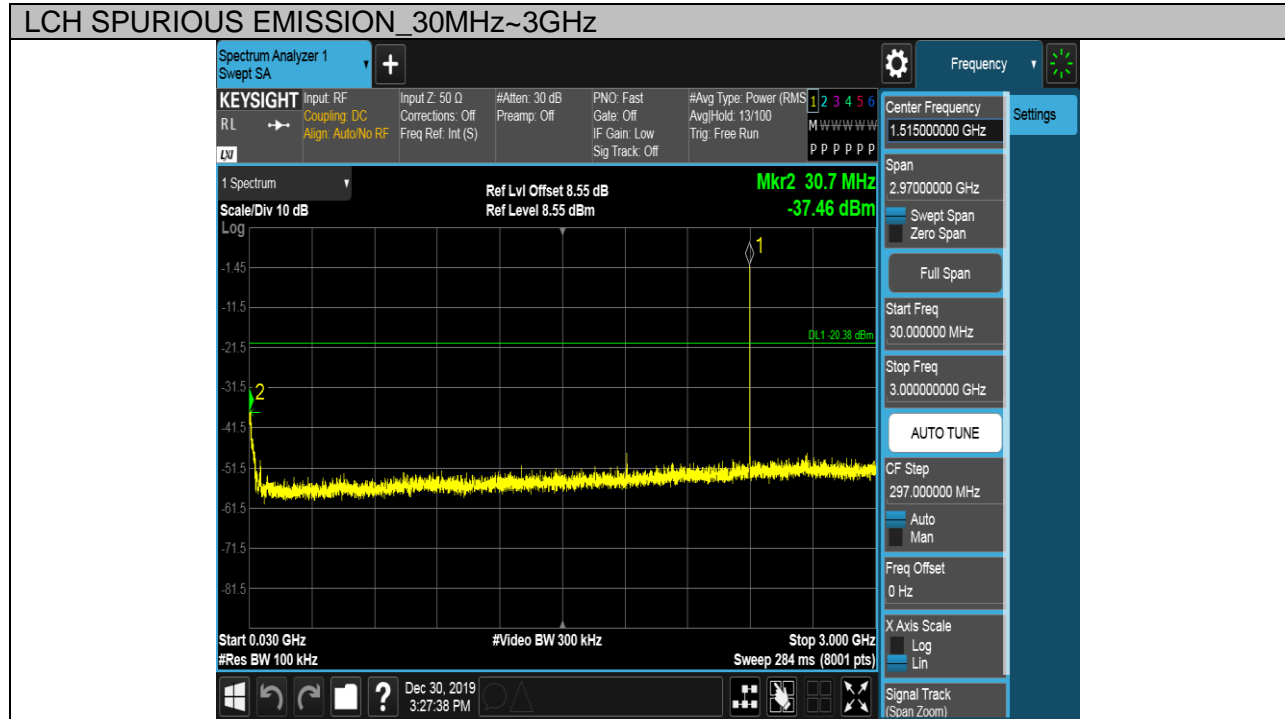 LCH SPURIOUS EMISSION_30MHz~3GHz
Spectrum Analyzer 1
Swept SA
Frequency
KEYSIGHT
RL
LXI
Input: RF
Coupling: DC
Align: Auto/No RF
Input Z: 50 Ω
Corrections: Off
Freq Ref: Int (S)
#Atten: 30 dB
Preamp: Off
PNO: Fast
Gate: Off
IF Gain: Low
Sig Track: Off
#Avg Type: Power (RMS
Avg|Hold: 13/100
Trig: Free Run
1 2 3 4 5 6
M W W W W W
P P P P P P
Center Frequency
1.515000000 GHz
Settings
1 Spectrum
Ref Lvl Offset 8.55 dB
Mkr2 30.7 MHz
Scale/Div 10 dB
Ref Level 8.55 dBm
-37.46 dBm
Log
1
-1.45
-11.5
DL1 -20.38 dBm
-21.5
-31.5
2
-41.5
-51.5
-61.5
-71.5
-81.5
Start 0.030 GHz
#Video BW 300 kHz
Stop 3.000 GHz
#Res BW 100 kHz
Sweep 284 ms (8001 pts)
Span
2.97000000 GHz
Swept Span
Zero Span
Full Span
Start Freq
30.000000 MHz
Stop Freq
3.000000000 GHz
AUTO TUNE
CF Step
297.000000 MHz
Auto
Man
Freq Offset
0 Hz
X Axis Scale
Log
Lin
Signal Track
(Span Zoom)
?
Dec 30, 2019
3:27:38 PM